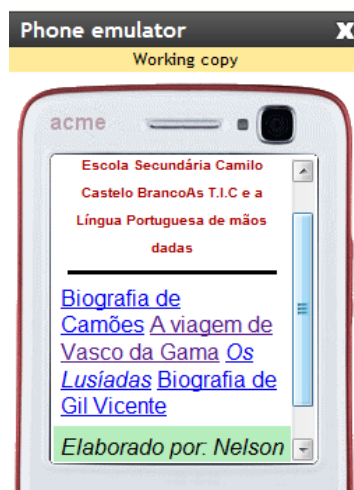 Phone emulator X
Working copy
acme
Escola Secundária Camilo
Castelo BrancoAs T.I.C e a
Língua Portuguesa de mãos
dadas
Biografia de
Camões A viagem de
Vasco da Gama Os
Lusíadas Biografia de
Gil Vicente
Elaborado por: Nelson